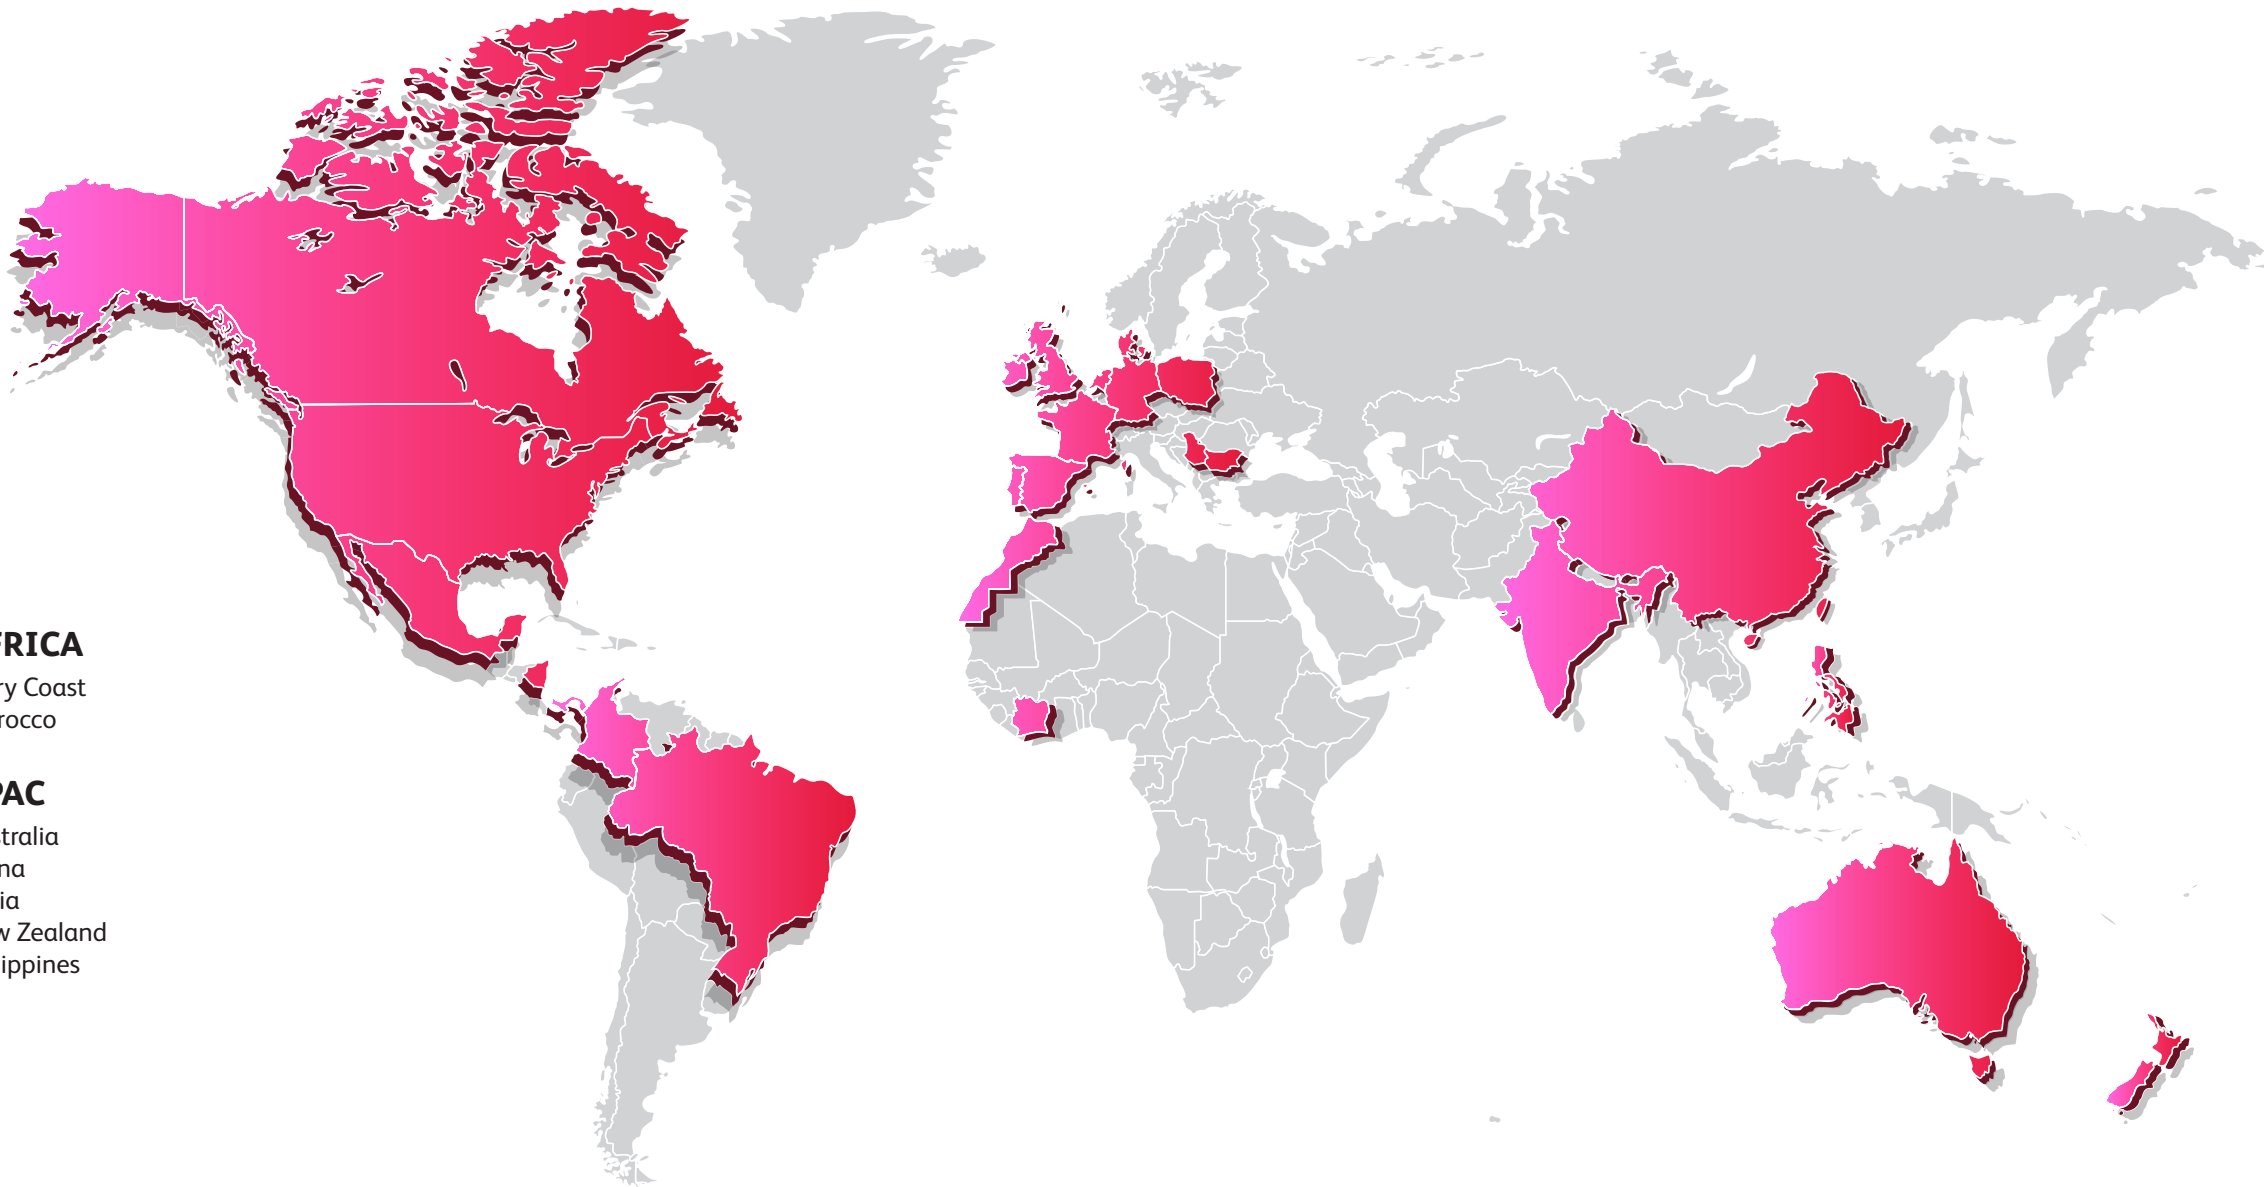 FRICA
ry Coast
rocco
PAC
tralia
na
ia
w Zealand
ippines